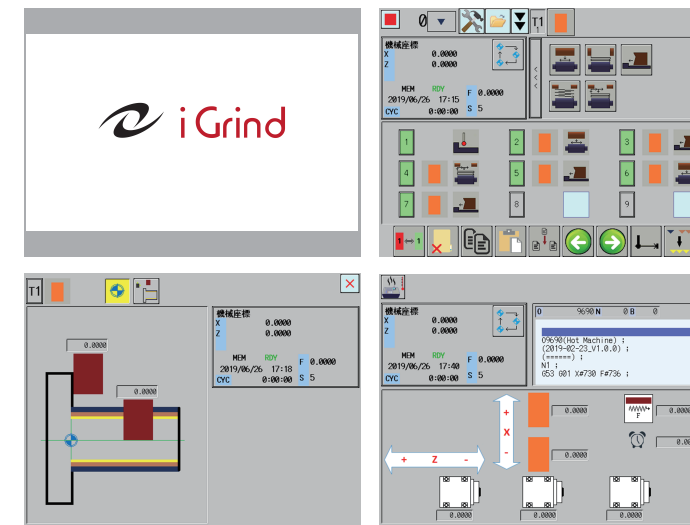 i Grind
0
T1
1
機械座標
X 0.0000
Z 0.0000
MEM RDY
F 0.0000
2019/06/26 17:15
S 5
CYC 0:00:00
<<<
1
2
3
4
5
6
7
8
9
1 1
T1
0.0000
0.0000
機械座標
X 0.0000
Z 0.0000
MEM RDY
F 0.0000
2019/06/26 17:18
S 5
CYC 0:00:00
機械座標
X 0.0000
Z 0.0000
MEM RDY
F 0.0000
2019/06/26 17:40
S 5
CYC 0:00:00
O 9690 N 0 B 0
O9690(Hot Machine) ;
(2019-02-23_v1.0.0) ;
(======) ;
N1 ;
G53 G01 X#730 F#736 ;
+ X -
+ Z -
0.0000
0.0000
F
0.0000
0.0000
0.0000
0.0000